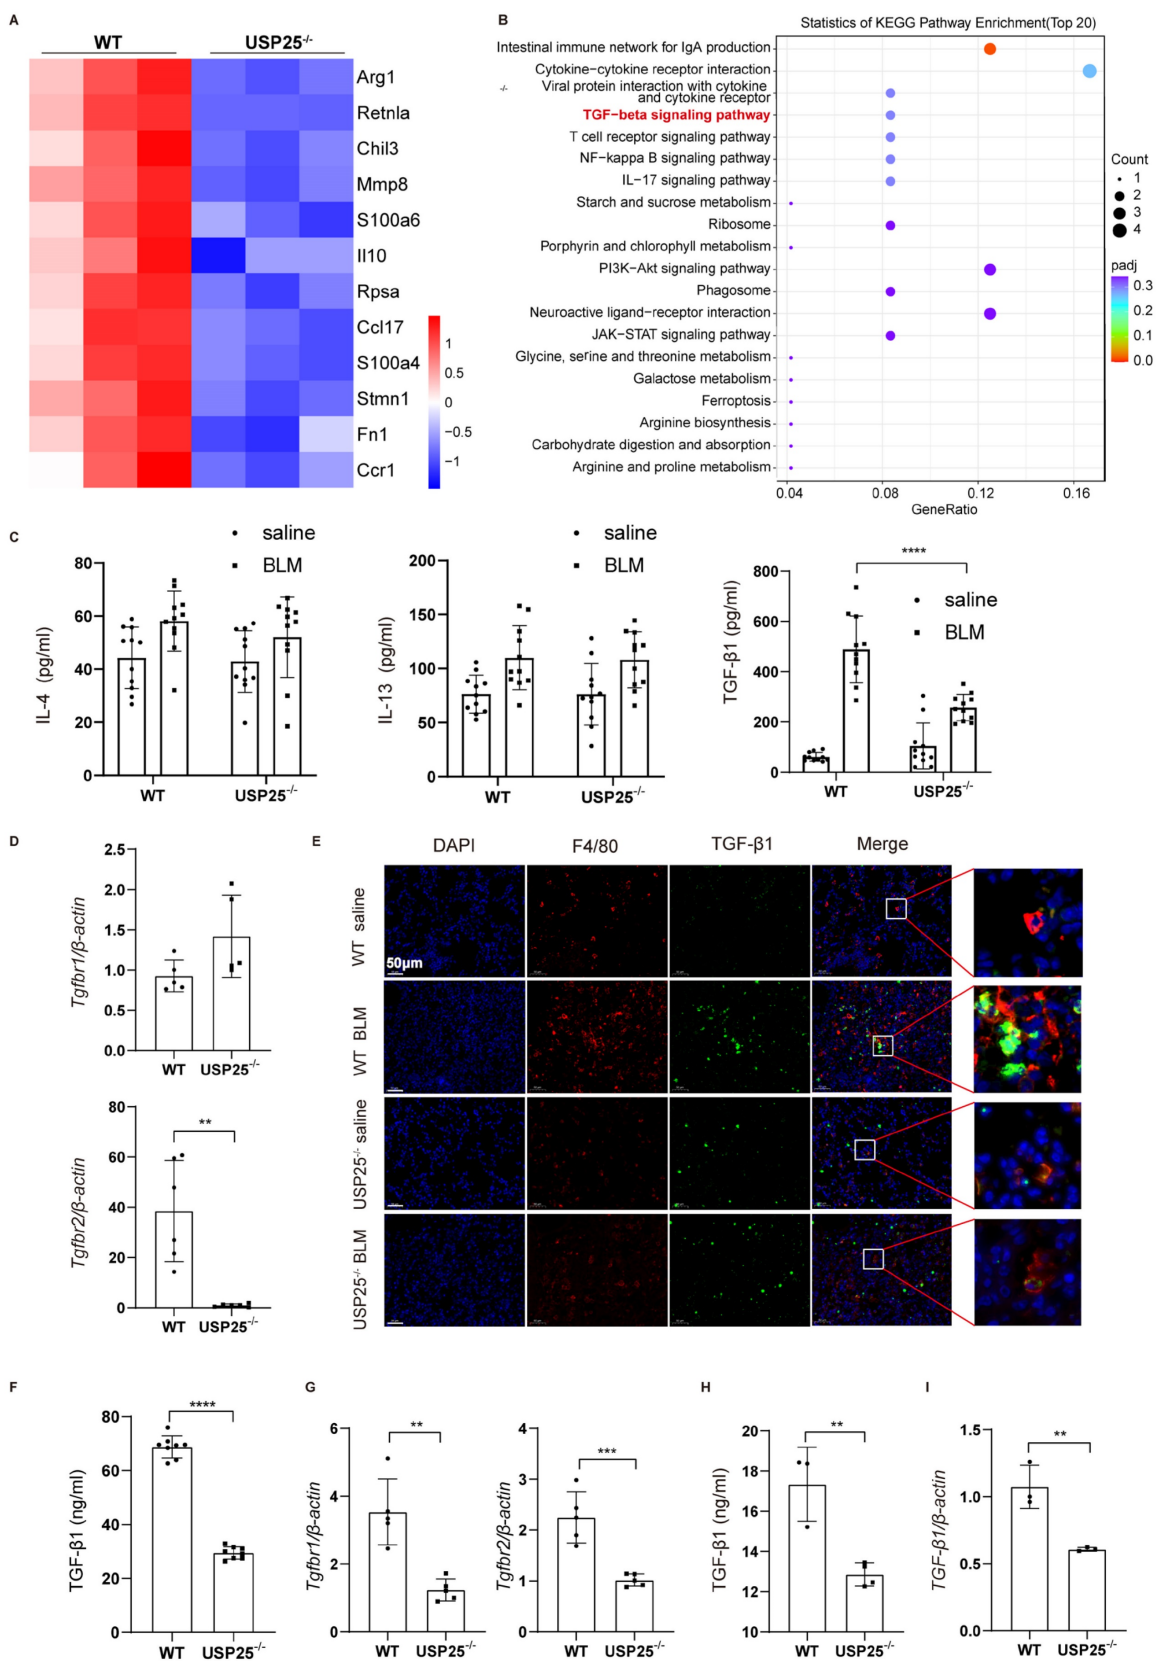 A
WT USP25-/-
Arg1
Retnla
Chil3
Mmp8
S100a6
Il10
Rpsa
Ccl17
S100a4
Stmn1
Fn1
Ccr1
1
0.5
0
−0.5
−1
B
Statistics of KEGG Pathway Enrichment(Top 20)
Intestinal immune network for IgA production
Cytokine−cytokine receptor interaction
-/-
Viral protein interaction with cytokine
and cytokine receptor
TGF−beta signaling pathway
T cell receptor signaling pathway
NF−kappa B signaling pathway
IL−17 signaling pathway
Starch and sucrose metabolism
Ribosome
Porphyrin and chlorophyll metabolism
PI3K−Akt signaling pathway
Phagosome
Neuroactive ligand−receptor interaction
JAK−STAT signaling pathway
Glycine, serine and threonine metabolism
Galactose metabolism
Ferroptosis
Arginine biosynthesis
Carbohydrate digestion and absorption
Arginine and proline metabolism
0.04 0.08 0.12 0.16
GeneRatio
Count
1
2
3
4
padj
0.3
0.2
0.1
0.0
C
saline
BLM
IL-4 (pg/ml)
80
60
40
20
0
WT USP25-/-
saline
BLM
IL-13 (pg/ml)
200
150
100
50
0
WT USP25-/-
****
saline
BLM
TGF-β1 (pg/ml)
800
600
400
200
0
WT USP25-/-
D
Tgfbr1/β-actin
2.5
2.0
1.5
1.0
0.5
0.0
WT USP25-/-
Tgfbr2/β-actin
80
60
40
20
0
**
WT USP25-/-
E
DAPI F4/80 TGF-β1 Merge
WT saline
50μm
WT BLM
USP25-/- saline
USP25-/- BLM
F
TGF-β1 (ng/ml)
80
60
40
20
0
****
WT USP25-/-
G
Tgfbr1/β-actin
6
4
2
0
**
WT USP25-/-
Tgfbr2/β-actin
4
3
2
1
0
***
WT USP25-/-
H
TGF-β1 (ng/ml)
20
18
16
14
12
10
**
WT USP25-/-
I
TGF-β1/β-actin
1.5
1.0
0.5
0.0
**
WT USP25-/-